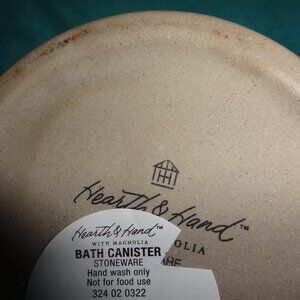 Hearth & Hand™
OLIA
ARE
Hearth & Hand™
WITH MAGNOLIA
BATH CANISTER
STONEWARE
Hand wash only
Not for food use
324 02 0322